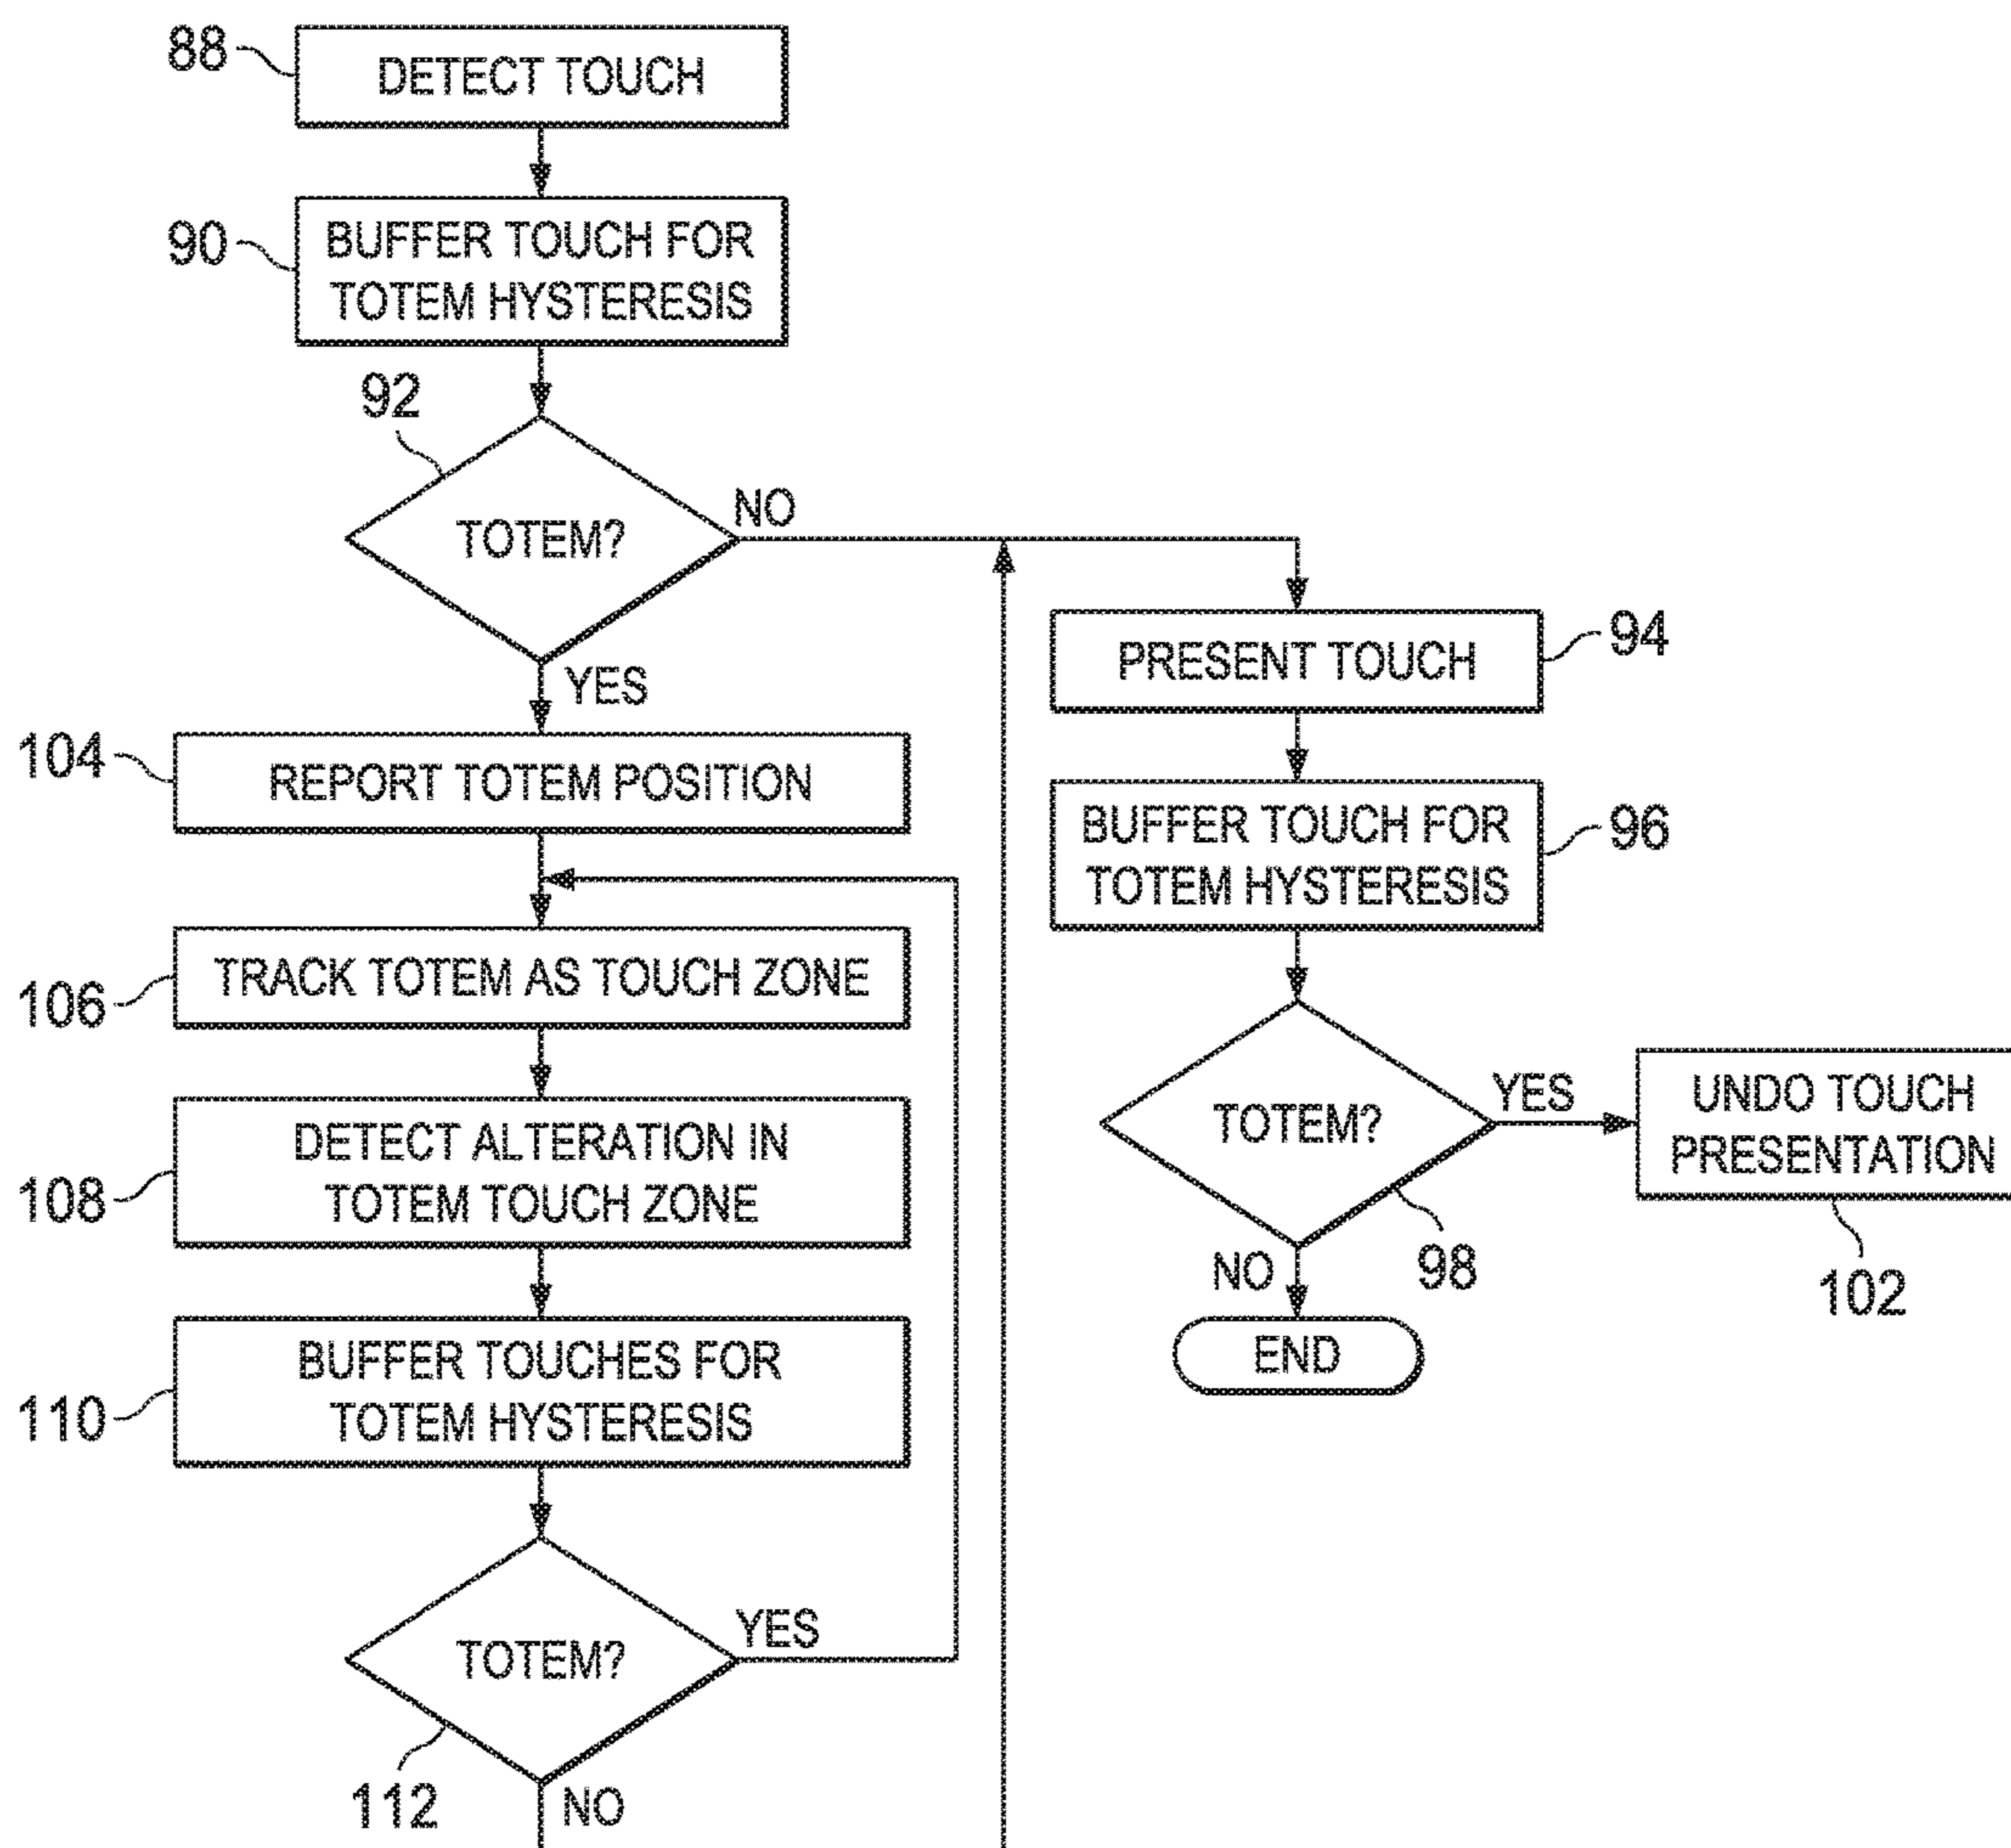 88
DETECT TOUCH
90
BUFFER TOUCH FOR
TOTEM HYSTERESIS
92
TOTEM?
NO
YES
PRESENT TOUCH
94
104
REPORT TOTEM POSITION
BUFFER TOUCH FOR
TOTEM HYSTERESIS
96
106
TRACK TOTEM AS TOUCH ZONE
TOTEM?
YES
NO
98
UNDO TOUCH
PRESENTATION
102
END
108
DETECT ALTERATION IN
TOTEM TOUCH ZONE
110
BUFFER TOUCHES FOR
TOTEM HYSTERESIS
TOTEM?
YES
112
NO